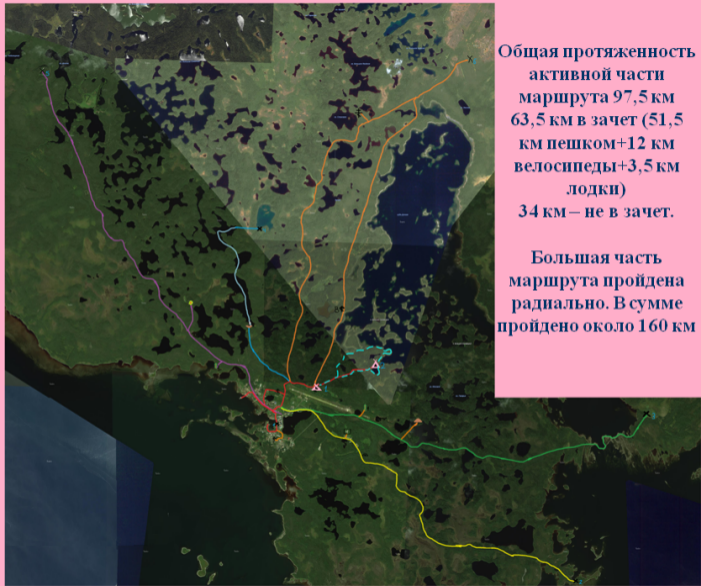 Общая протяженность
активной части
маршрута 97,5 км
63,5 км в зачет (51,5
км пешком+12 км
велосипеды+3,5 км
лодки)
34 км – не в зачет.
Большая часть
маршрута пройдена
радиально. В сумме
пройдено около 160 км